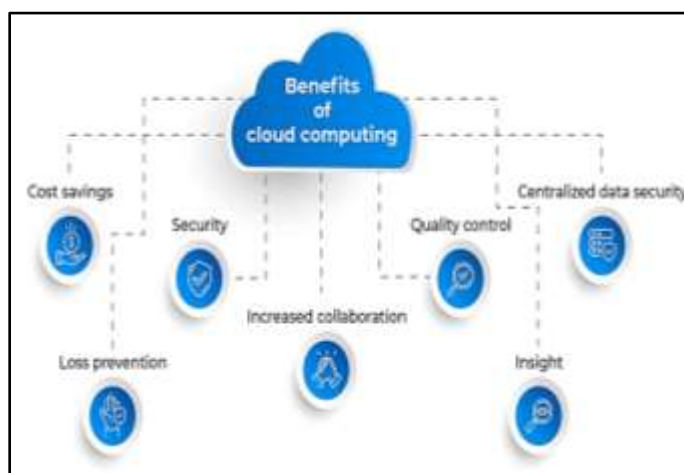 Benefits
of
cloud computing
Cost savings
Centralized data security
Security
Quality control
Increased collaboration
Loss prevention
Insight